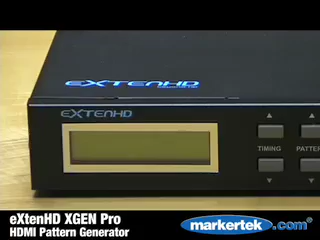 eXTENHD
eXTENHD
TIMING
PATTER
eXtenHD XGEN Pro
HDMI Pattern Generator
markertek.com